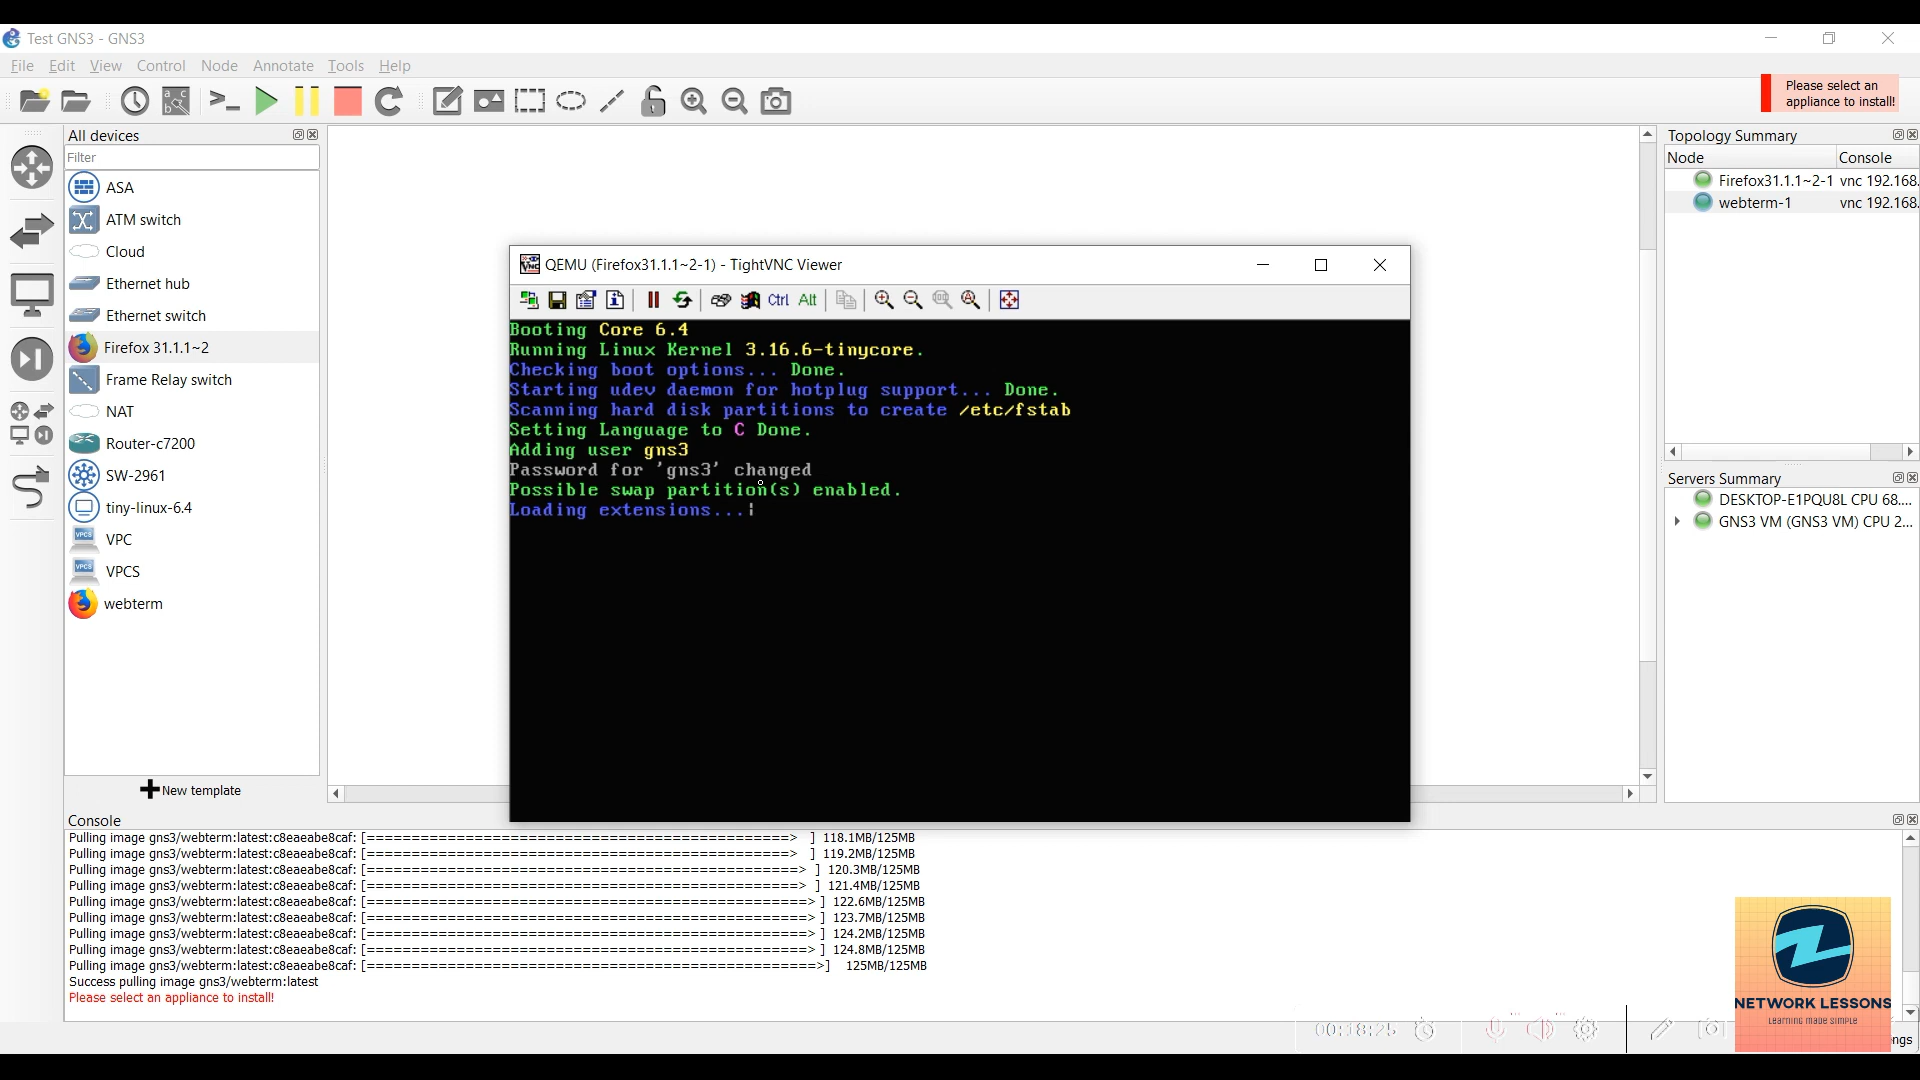 Test GNS3 - GNS3
File Edit View Control Node Annotate Tools Help
Please select an
appliance to install!
All devices
Filter
ASA
ATM switch
Cloud
Ethernet hub
Ethernet switch
Firefox 31.1.1~2
Frame Relay switch
NAT
Router-c7200
SW-2961
tiny-linux-6.4
VPC
VPCS
webterm
New template
QEMU (Firefox31.1.1~2-1) - TightVNC Viewer
Ctrl Alt
Booting Core 6.4
Running Linux Kernel 3.16.6-tinycore.
Checking boot options... Done.
Starting udev daemon for hotplug support... Done.
Scanning hard disk partitions to create /etc/fstab
Setting Language to C Done.
Adding user gns3
Password for 'gns3' changed
Possible swap partition(s) enabled.
Loading extensions...
Topology Summary
Node Console
Firefox31.1.1~2-1 vnc 192.168.
webterm-1 vnc 192.168.
Servers Summary
DESKTOP-E1PQU8L CPU 68....
GNS3 VM (GNS3 VM) CPU 2...
Console
Pulling image gns3/webterm:latest:c8eaeabe8caf: [===============================================> ] 118.1MB/125MB
Pulling image gns3/webterm:latest:c8eaeabe8caf: [===============================================> ] 119.2MB/125MB
Pulling image gns3/webterm:latest:c8eaeabe8caf: [================================================> ] 120.3MB/125MB
Pulling image gns3/webterm:latest:c8eaeabe8caf: [================================================> ] 121.4MB/125MB
Pulling image gns3/webterm:latest:c8eaeabe8caf: [=================================================> ] 122.6MB/125MB
Pulling image gns3/webterm:latest:c8eaeabe8caf: [=================================================> ] 123.7MB/125MB
Pulling image gns3/webterm:latest:c8eaeabe8caf: [=================================================> ] 124.2MB/125MB
Pulling image gns3/webterm:latest:c8eaeabe8caf: [=================================================> ] 124.8MB/125MB
Pulling image gns3/webterm:latest:c8eaeabe8caf: [==================================================>] 125MB/125MB
Success pulling image gns3/webterm:latest
Please select an appliance to install!
00:18:25
NETWORK LESSONS
Learning made simple
ngs